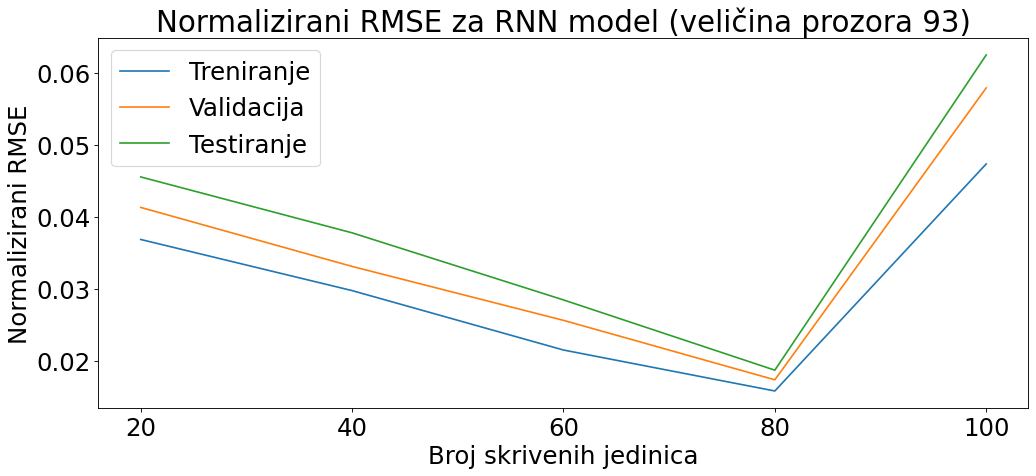 Normalizirani RMSE za RNN model (veličina prozora 93)
Treniranje
Validacija
Testiranje
Normalizirani RMSE
0.06
0.05
0.04
0.03
0.02
20 40 60 80 100
Broj skrivenih jedinica